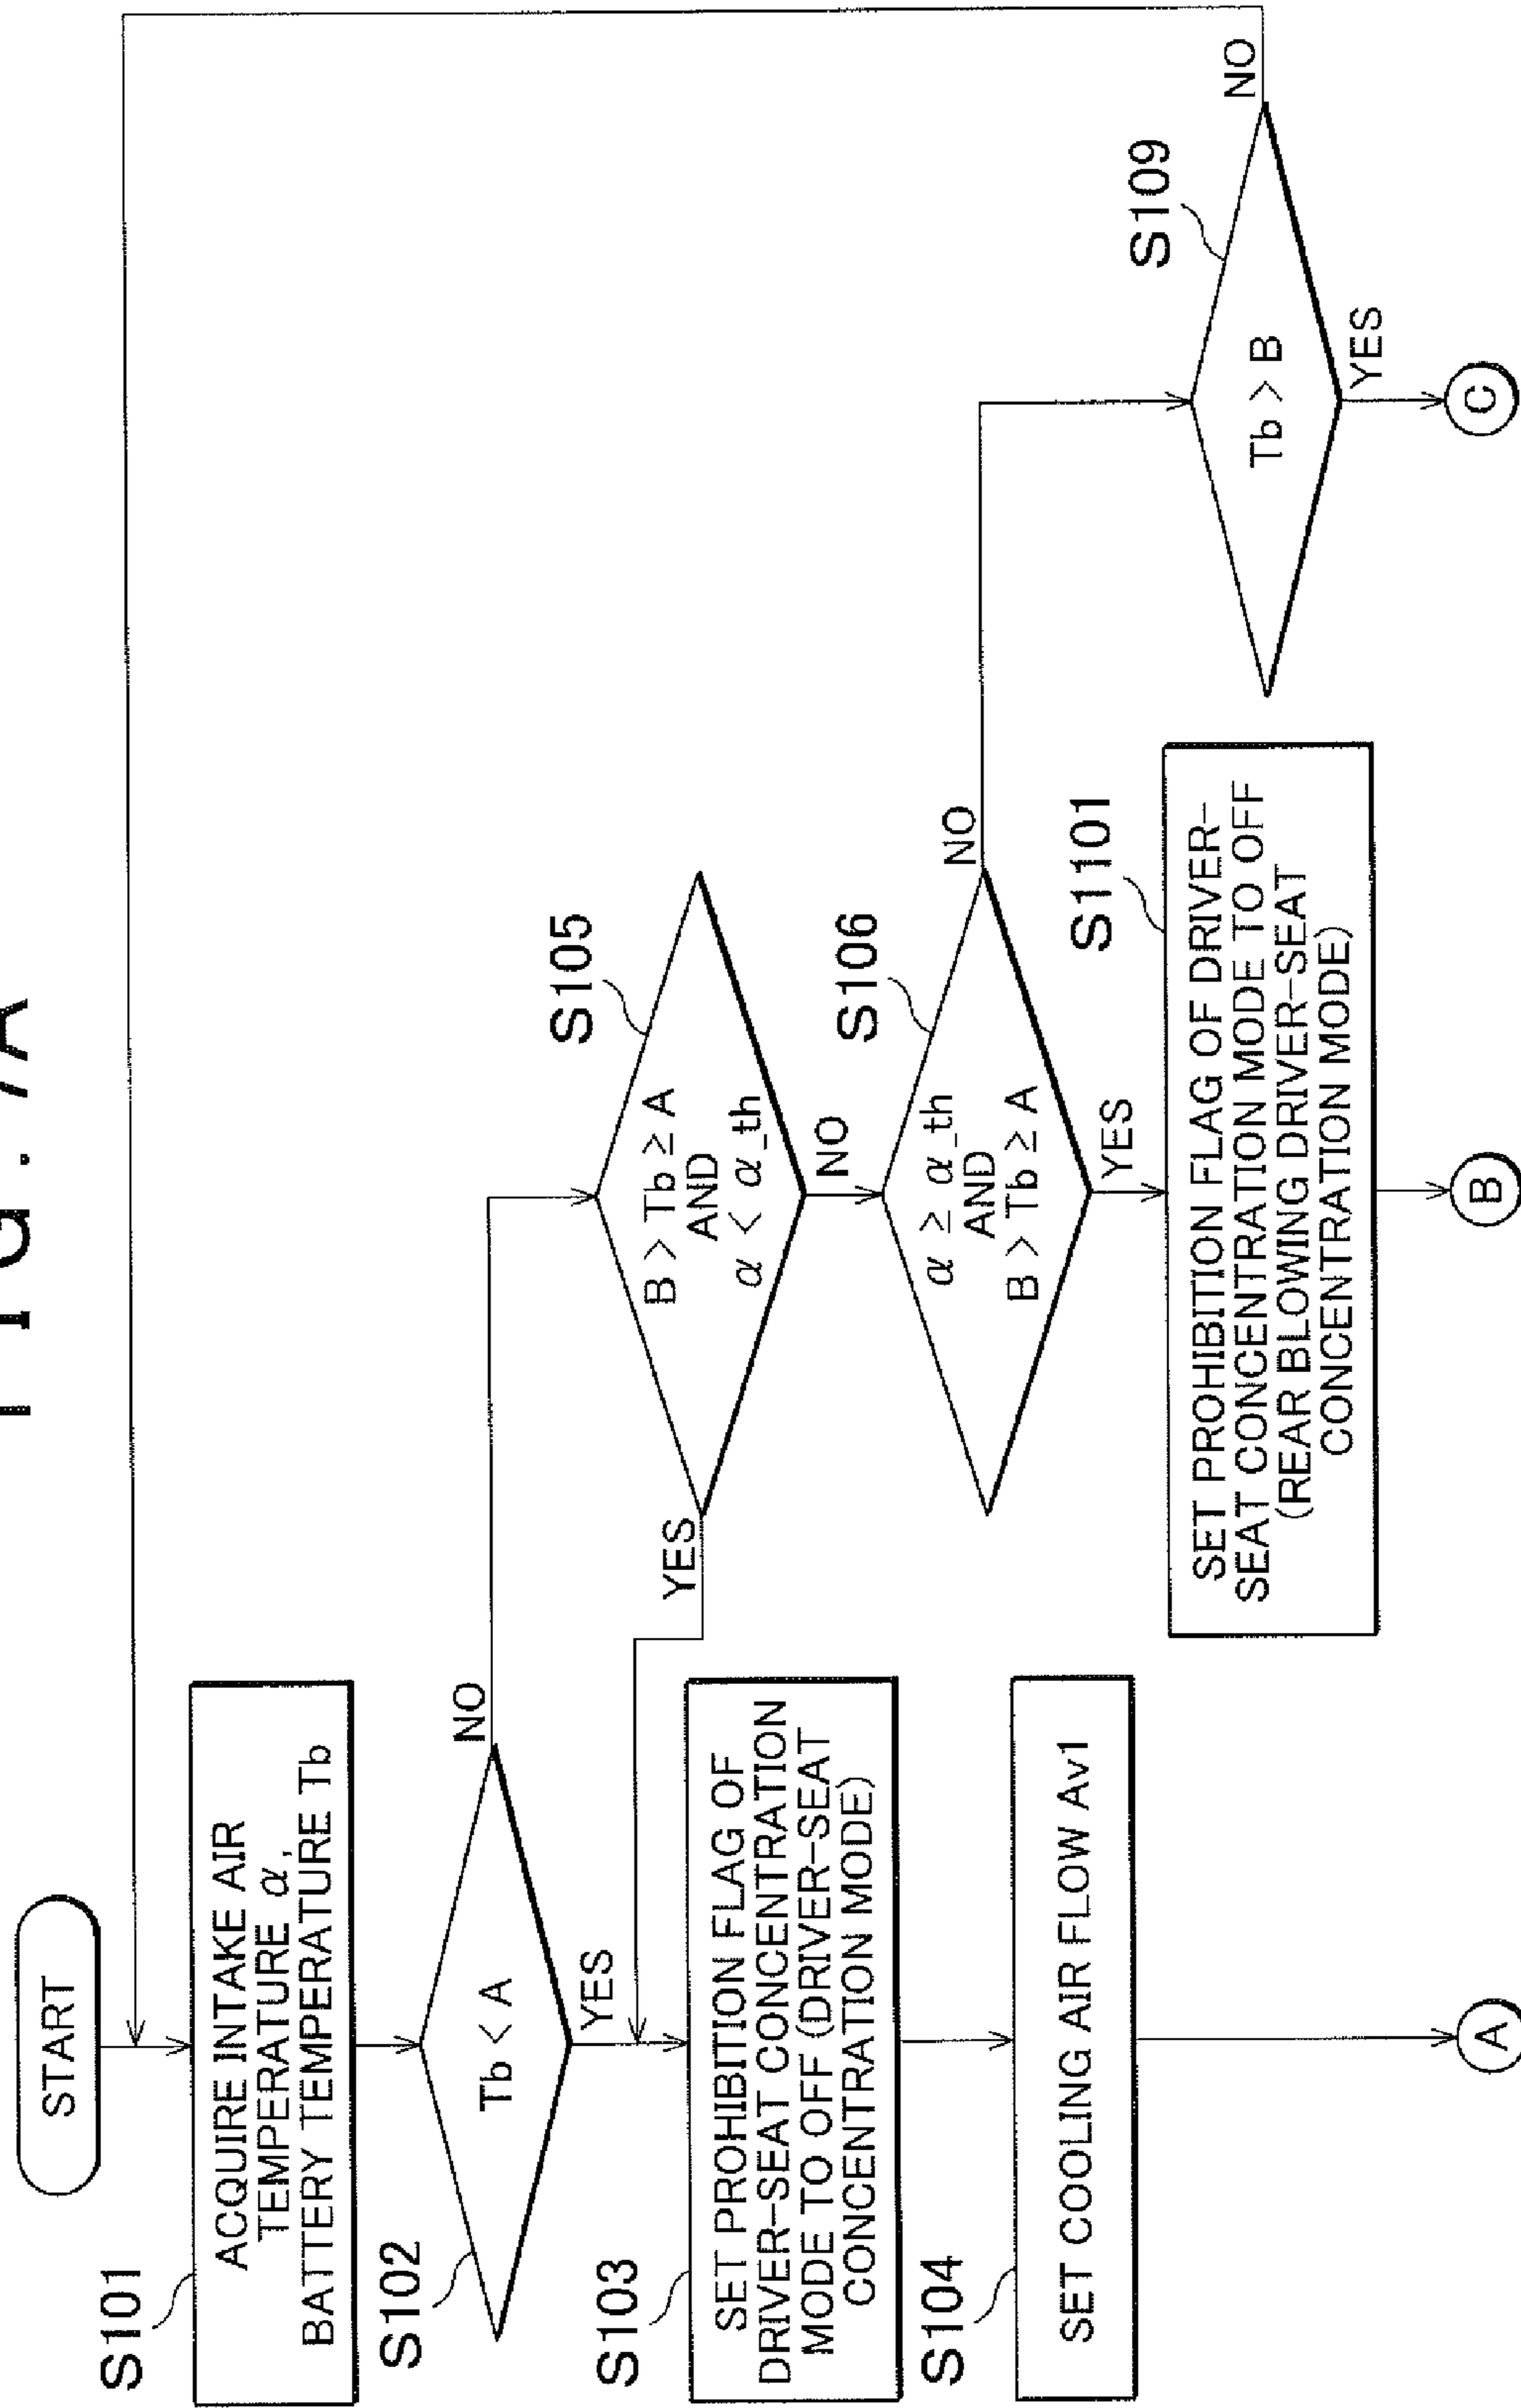 START
S101
ACQUIRE INTAKE AIR
TEMPERATURE α,
BATTERY TEMPERATURE Tb
S102
Tb < A
NO
YES
S103
SET PROHIBITION FLAG OF
DRIVER-SEAT CONCENTRATION
MODE TO OFF (DRIVER-SEAT
CONCENTRATION MODE)
S104
SET COOLING AIR FLOW Av1
A
S105
B > Tb ≥ A
AND
α < α_th
YES
NO
S106
α ≥ α_th
AND
B > Tb ≥ A
NO
YES
S1101
SET PROHIBITION FLAG OF DRIVER-
SEAT CONCENTRATION MODE TO OFF
(REAR BLOWING DRIVER-SEAT
CONCENTRATION MODE)
B
S109
Tb > B
NO
YES
C